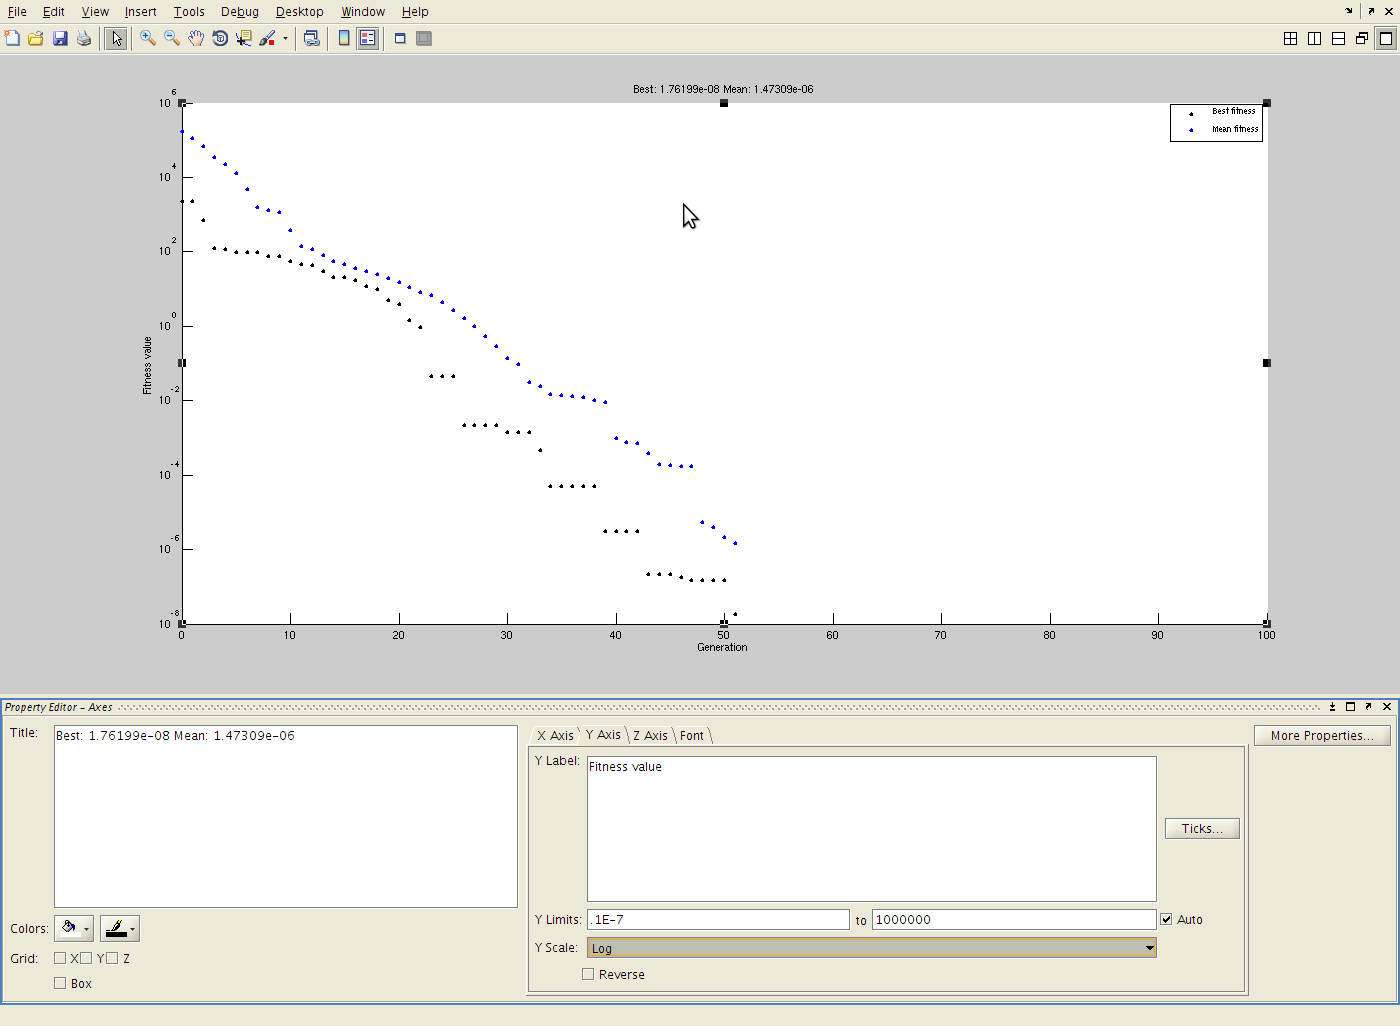 File Edit View Insert Tools Debug Desktop Window Help
Best: 1.76199e-08 Mean: 1.47309e-06
Best fitness
Mean fitness
10^6
10^4
10^2
10^0
10^-2
10^-4
10^-6
10^-8
Fitness value
0 10 20 30 40 50 60 70 80 90 100
Generation
Property Editor - Axes
Title:
Best: 1.76199e-08 Mean: 1.47309e-06
Colors:
Grid: X Y Z
Box
X Axis Y Axis Z Axis Font
Y Label:
Fitness value
Ticks...
Y Limits: .1E-7 to 1000000 Auto
Y Scale: Log
Reverse
More Properties...